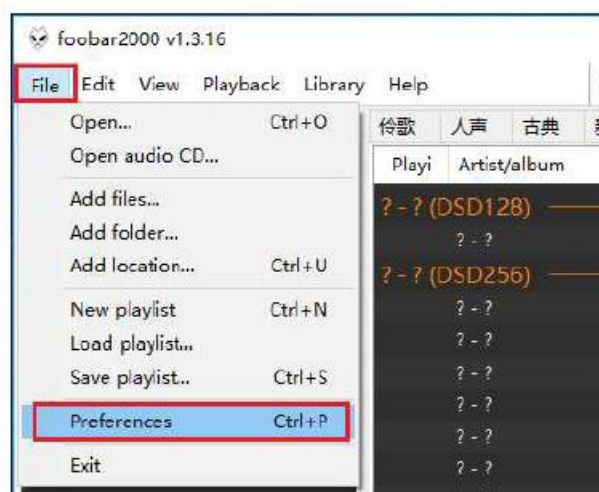 foobar2000 v1.3.16
File Edit View Playback Library Help
Open... Ctrl+O
Open audio CD...
Add files...
Add folder...
Add location... Ctrl+U
New playlist Ctrl+N
Load playlist...
Save playlist... Ctrl+S
Preferences Ctrl+P
Exit
伶歌 人声 古典
Playi Artist/album
? - ? (DSD128)
? - ?
? - ? (DSD256)
? - ?
? - ?
? - ?
? - ?
? - ?
? - ?